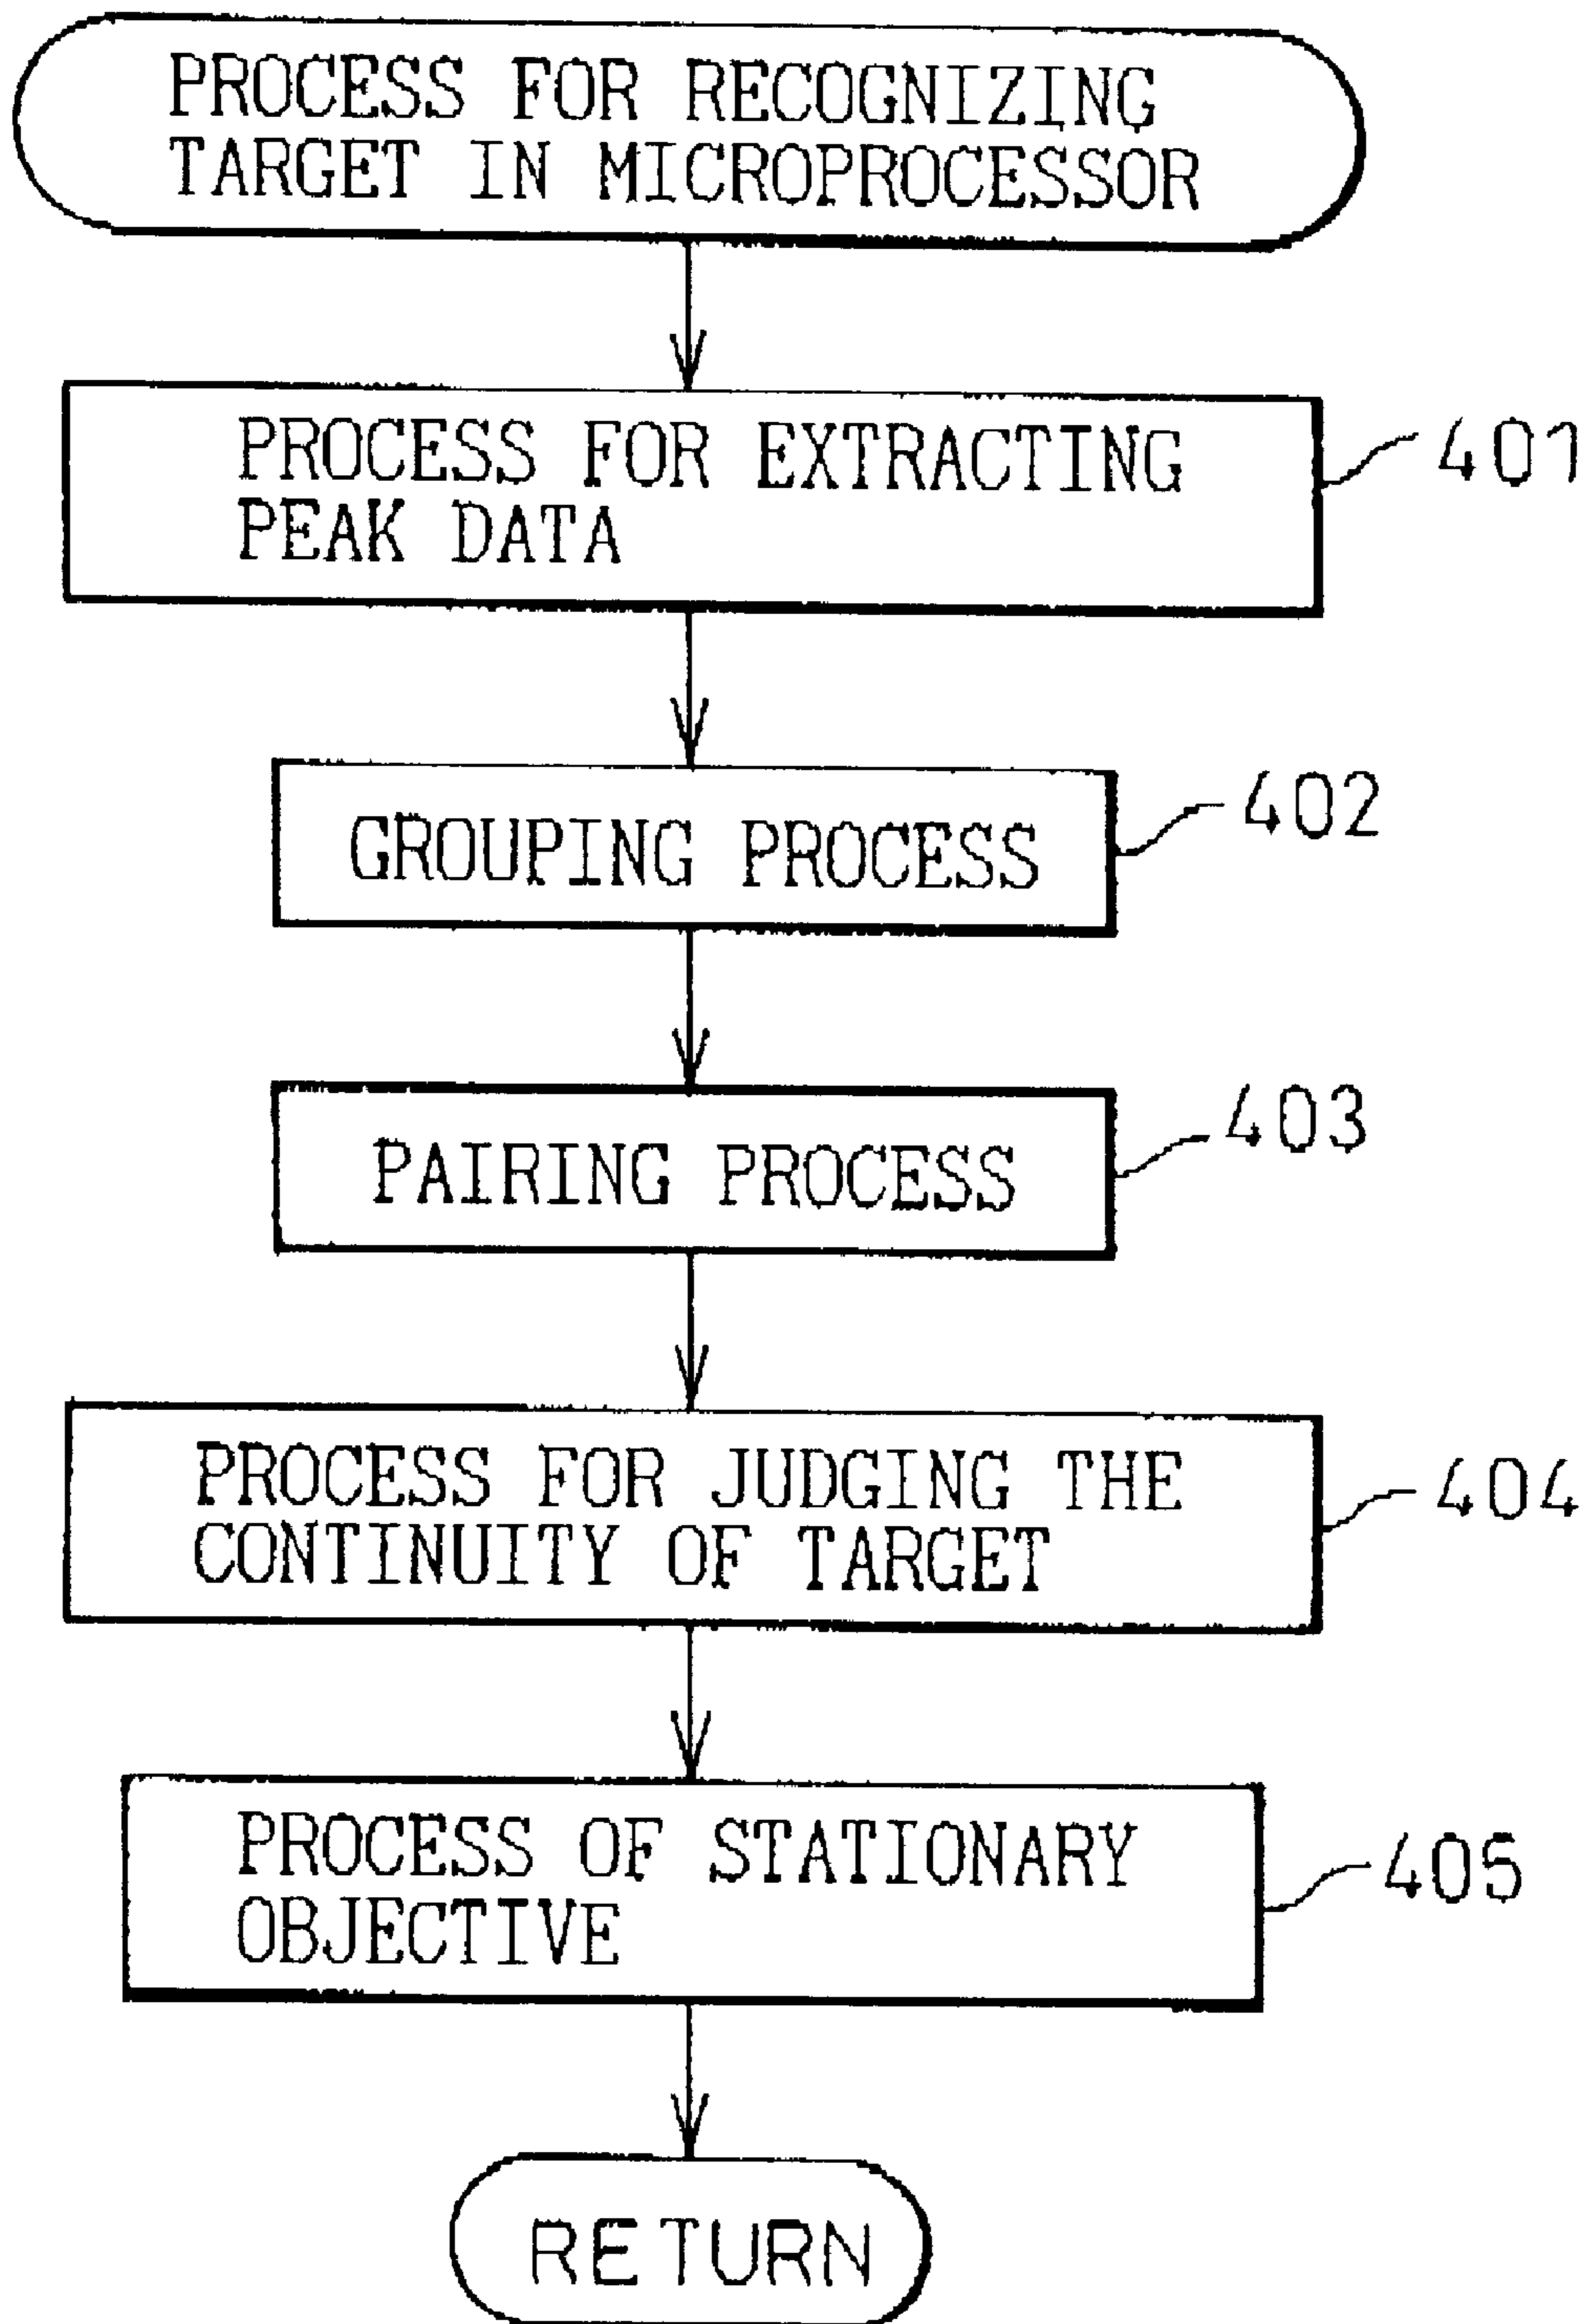 PROCESS FOR RECOGNIZING
TARGET IN MICROPROCESSOR
PROCESS FOR EXTRACTING
PEAK DATA
401
GROUPING PROCESS
402
PAIRING PROCESS
403
PROCESS FOR JUDGING THE
CONTINUITY OF TARGET
404
PROCESS OF STATIONARY
OBJECTIVE
405
RETURN